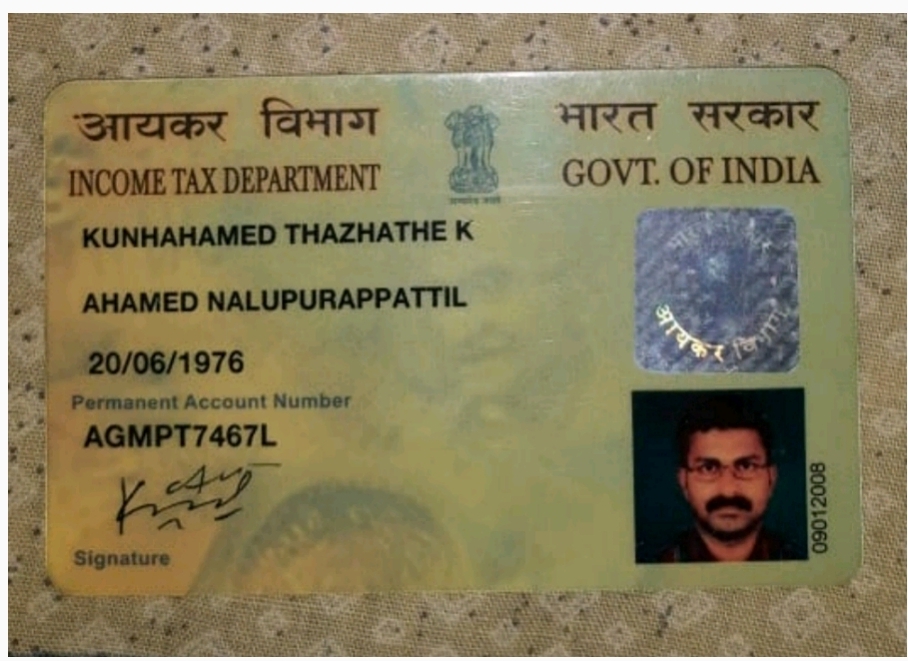 आयकर विभाग
INCOME TAX DEPARTMENT
भारत सरकार
GOVT. OF INDIA
सत्यमेव जयते
KUNHAHAMED THAZHATHE K
AHAMED NALUPURAPPATTIL
20/06/1976
Permanent Account Number
AGMPT7467L
Signature
आयकर विभाग
09012008